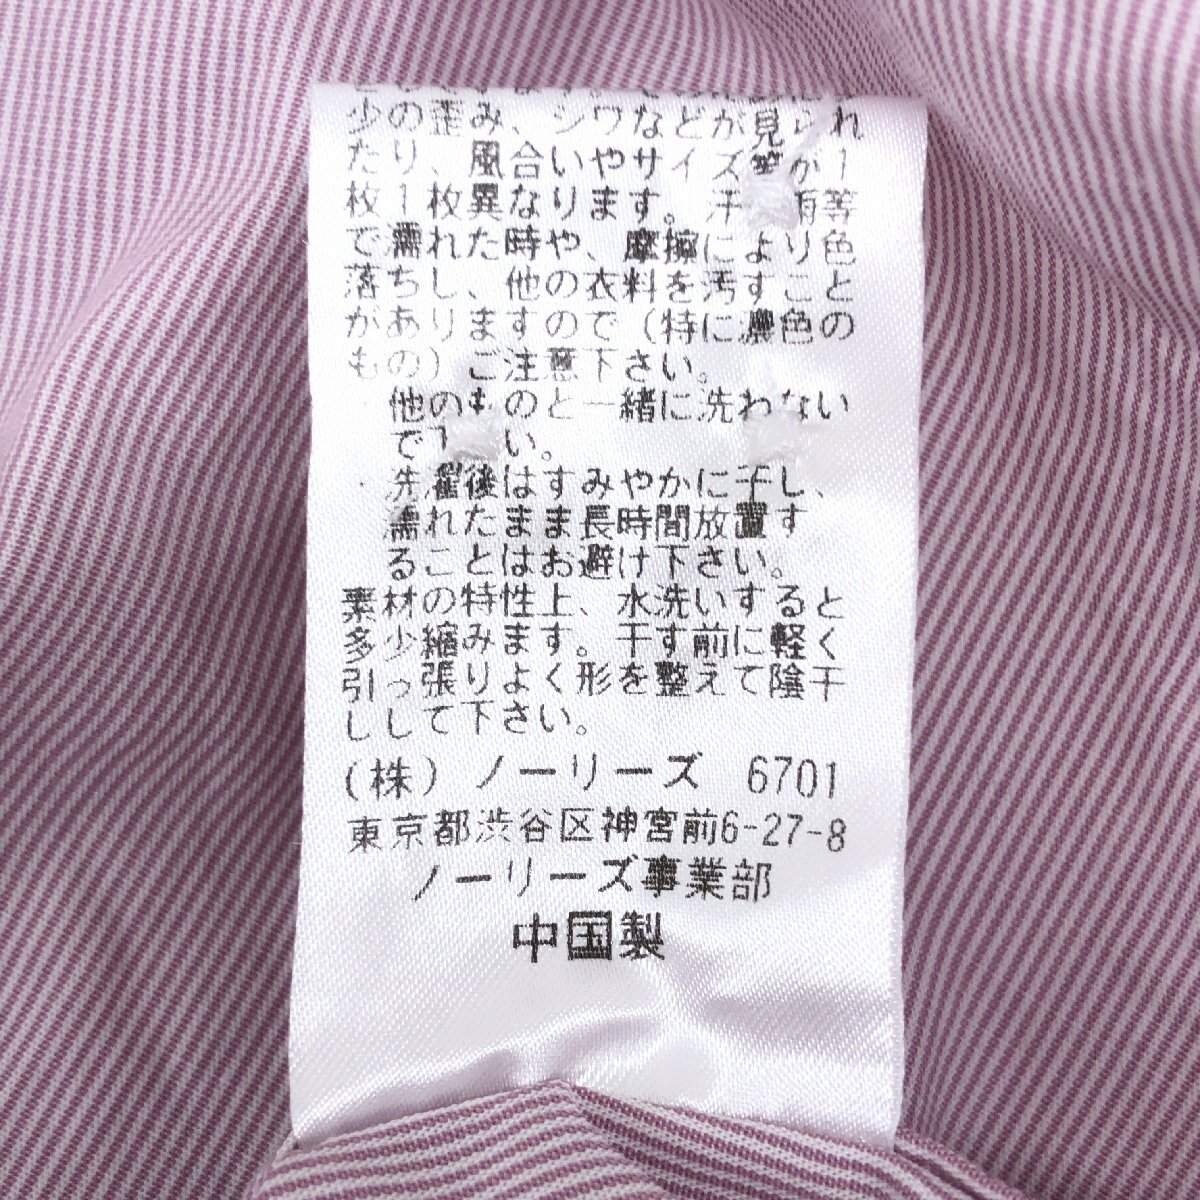 少の歪み、シワなどが見られ
たり、風合いやサイズが1
枚1枚異なります。汗や雨等
で濡れた時や、摩擦により色
落ちし、他の衣料を汚すこと
があります ので(特に濃色の
もの)、ご注意下さい。
他のものと一緒に洗わない
で い。
洗濯後はすみやかに干し、
濡れたまま長時間放置す
ることはお避け下さい。
素材の特性上、水洗いすると
多少縮みます。干す前に軽く
引っ張りよく形を整えて陰干
しして下さい。
(株)ノーリーズ 6701
東京都渋谷区神宮前6-27-8
ノーリーズ事業部
中国製